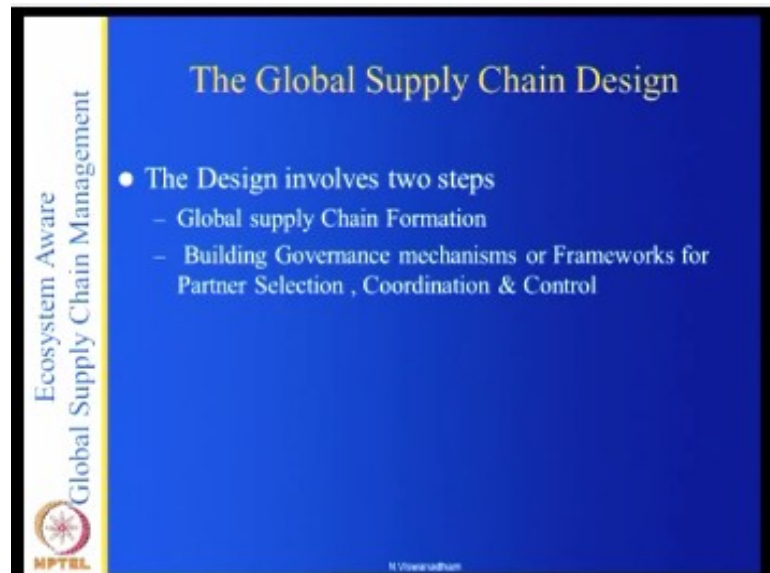 The Global Supply Chain Design
● The Design involves two steps
– Global supply Chain Formation
– Building Governance mechanisms or Frameworks for
Partner Selection , Coordination & Control
Ecosystem Aware
Global Supply Chain Management
NPTEL
N.Viswanadham